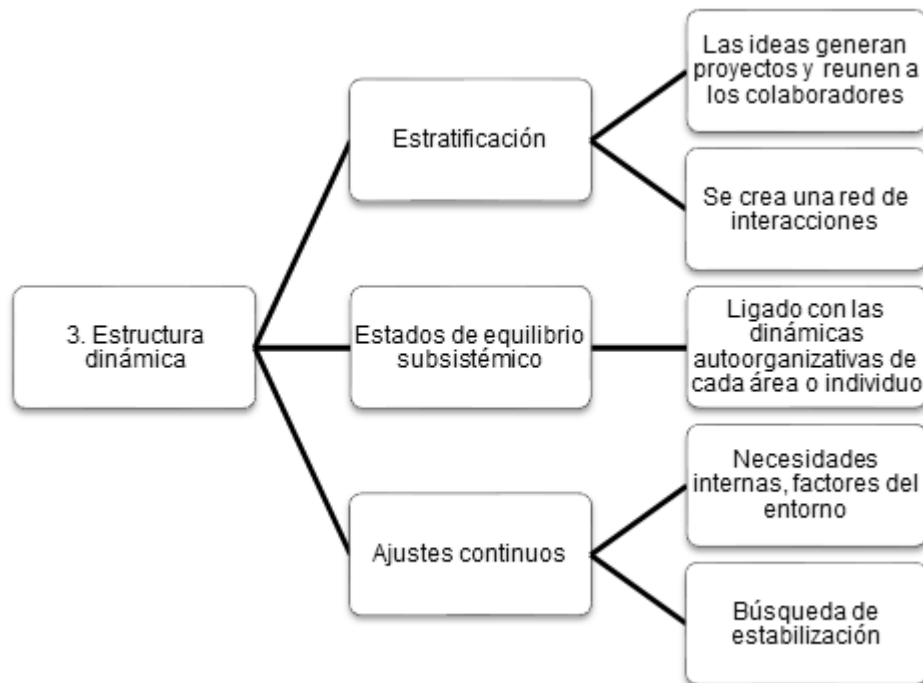 3. Estructura
dinámica
Estratificación
Las ideas generan
proyectos y reunen a
los colaboradores
Se crea una red de
interacciones
Estados de equilibrio
subsistémico
Ligado con las
dinámicas
autoorganizativas de
cada área o individuo
Ajustes continuos
Necesidades
internas, factores del
entorno
Búsqueda de
estabilización